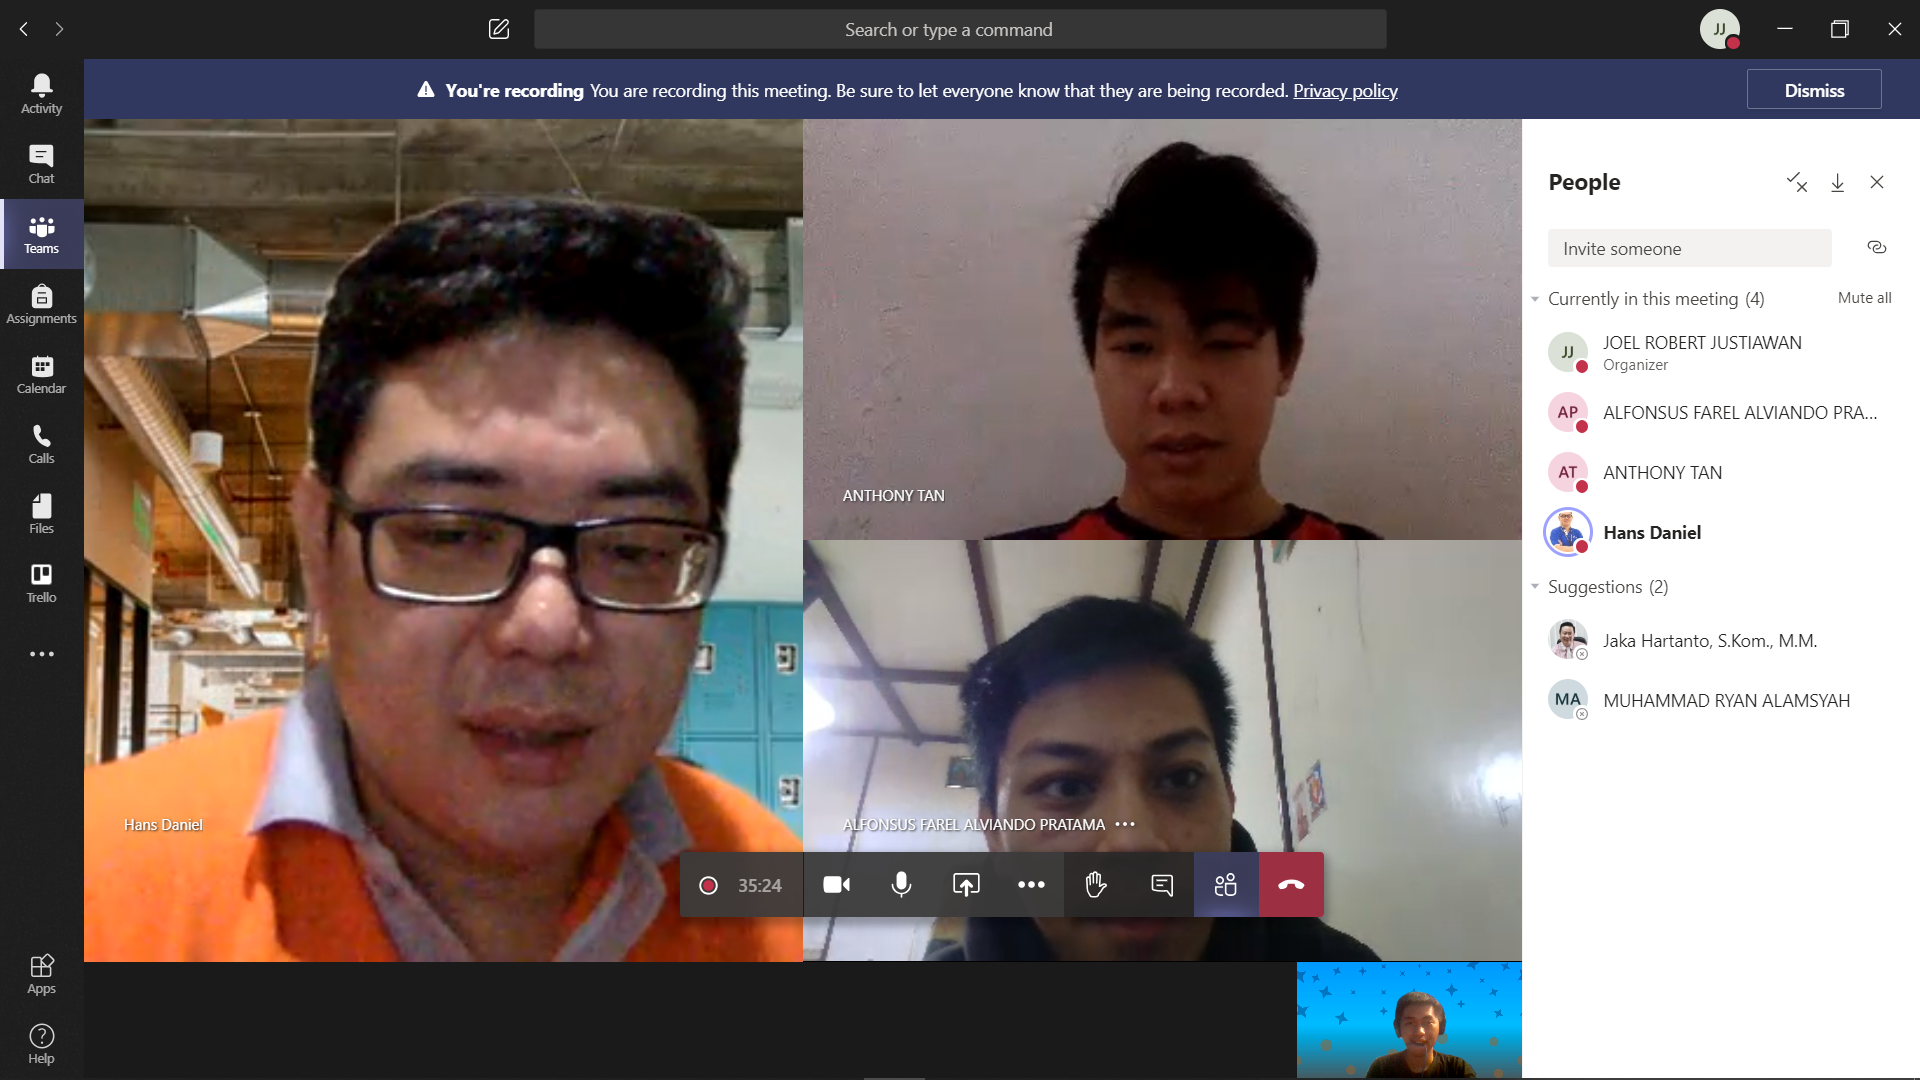 Search or type a command
JJ
You're recording You are recording this meeting. Be sure to let everyone know that they are being recorded. Privacy policy
Dismiss
Activity
Chat
Teams
Assignments
Calendar
Calls
Files
Trello
Apps
Help
ANTHONY TAN
Hans Daniel
ALFONSUS FAREL ALVIANDO PRATAMA •••
35:24
People
Invite someone
Currently in this meeting (4)
Mute all
JJ
JOEL ROBERT JUSTIAWAN
Organizer
AP
ALFONSUS FAREL ALVIANDO PRA...
AT
ANTHONY TAN
Hans Daniel
Suggestions (2)
Jaka Hartanto, S.Kom., M.M.
MA
MUHAMMAD RYAN ALAMSYAH